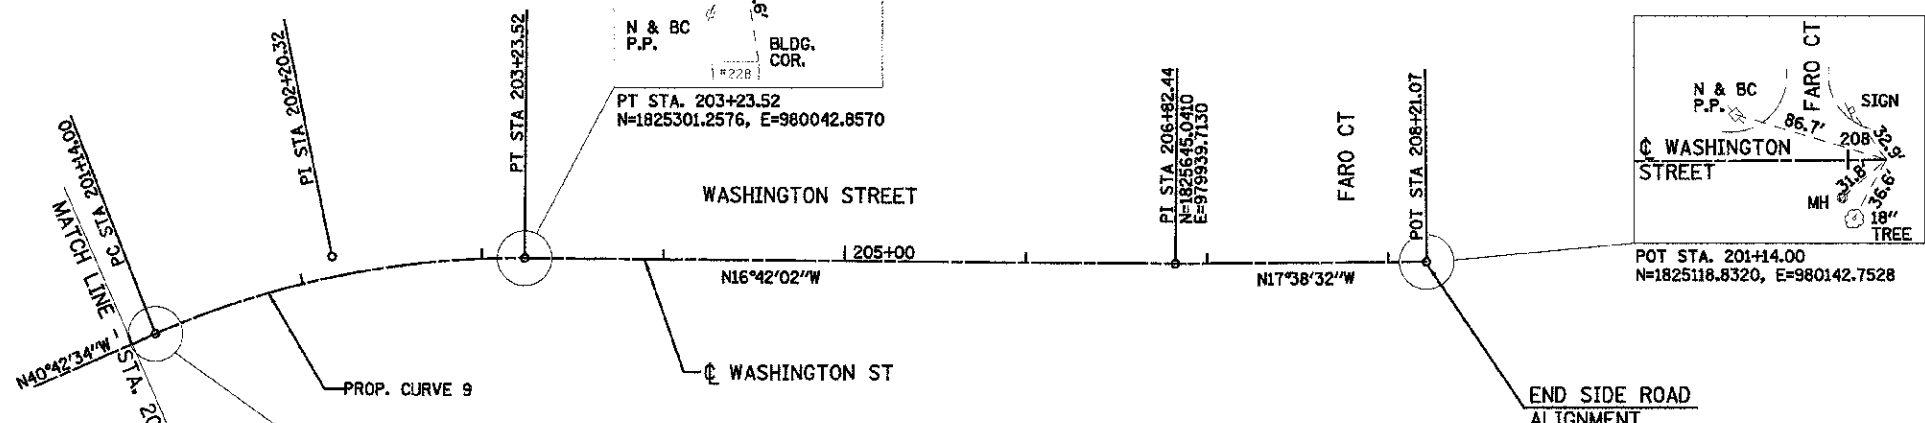 PC STA 201+14.00
MATCH LINE - STA. 20
N40°42'34"W
PI STA 202+20.32
PT STA 203+23.52
PROP. CURVE 9
N & BC
P.P.
BLDG.
COR.
#228
PT STA. 203+23.52
N=1825301.2576, E=980042.8570
WASHINGTON STREET
205+00
N16°42'02"W
℄ WASHINGTON ST
PI STA 206+82.44
N=1825645.0410
E=979939.7130
N17°38'32"W
FARO CT
POT STA 208+21.07
END SIDE ROAD
ALIGNMENT
FARO CT
N & BC
P.P.
SIGN
86.7'
208
32.9'
℄ WASHINGTON
STREET
31.8'
36.6'
MH
18"
TREE
POT STA. 201+14.00
N=1825118.8320, E=980142.7528